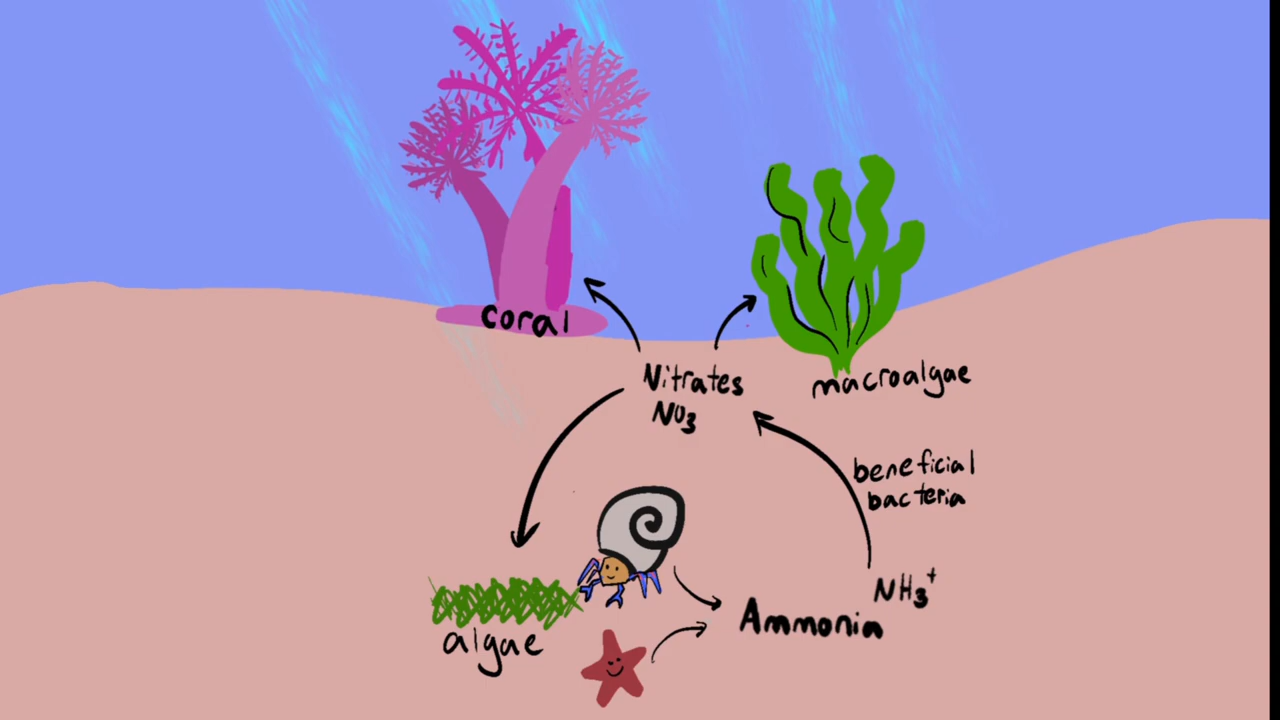 coral
Nitrates
NO3
macroalgae
beneficial
bacteria
NH3+
Ammonia
algae